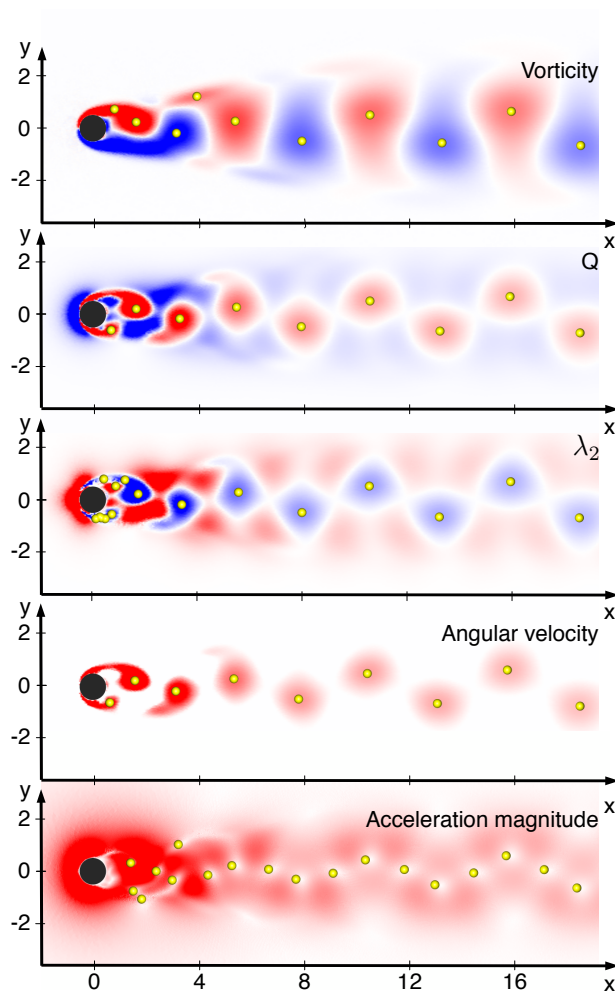 y
2
Vorticity
0
-2
x
y
Q
2
0
-2
x
y
λ₂
2
0
-2
x
y
Angular velocity
2
0
-2
x
y
Acceleration magnitude
2
0
-2
0 4 8 12 16 x